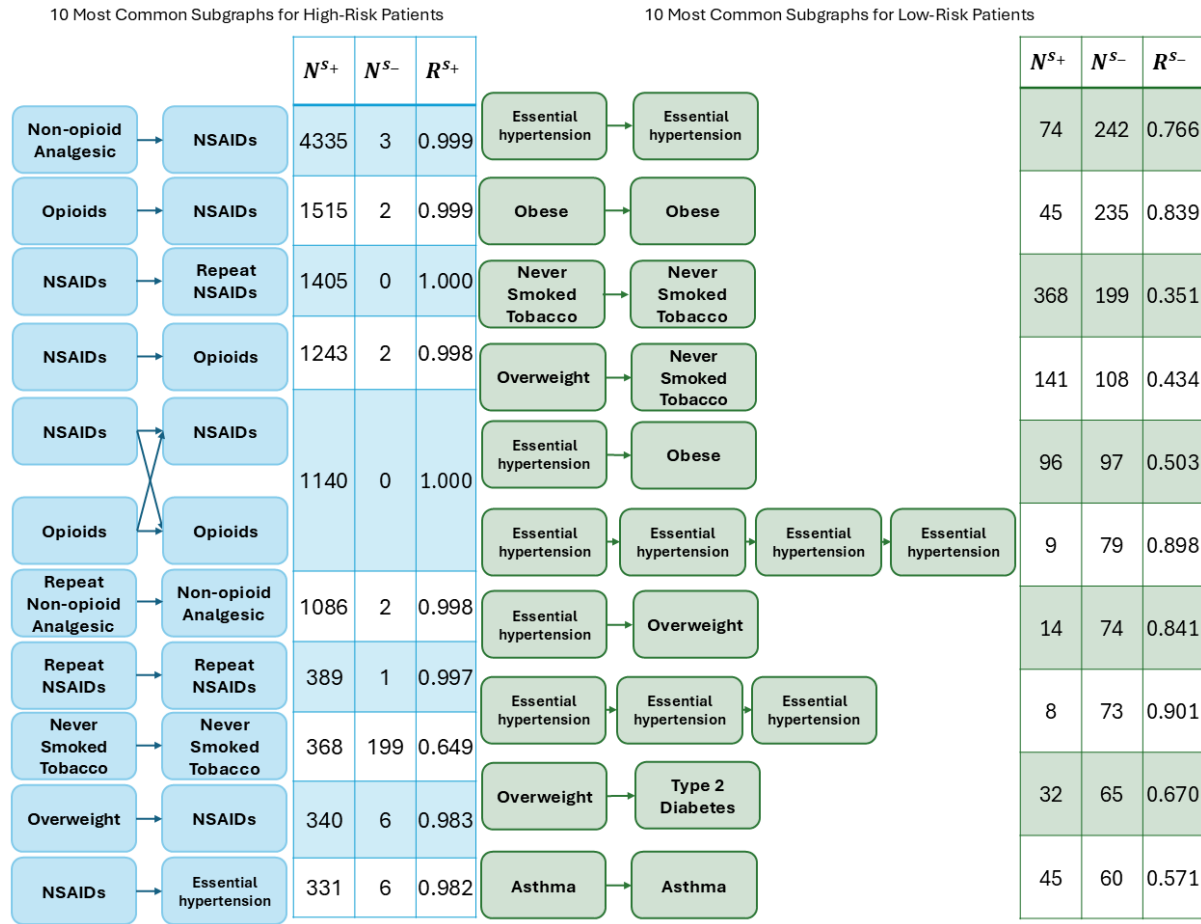 10 Most Common Subgraphs for High-Risk Patients
N^{s+} N^{s−} R^{s+}
Non-opioid
Analgesic
NSAIDs
4335 3 0.999
Opioids NSAIDs 1515 2 0.999
NSAIDs
Repeat
NSAIDs
1405 0 1.000
NSAIDs Opioids 1243 2 0.998
NSAIDs NSAIDs
Opioids Opioids
1140 0 1.000
Repeat
Non-opioid
Analgesic
Non-opioid
Analgesic
1086 2 0.998
Repeat
NSAIDs
Repeat
NSAIDs
389 1 0.997
Never
Smoked
Tobacco
Never
Smoked
Tobacco
368 199 0.649
Overweight NSAIDs 340 6 0.983
NSAIDs
Essential
hypertension
331 6 0.982
10 Most Common Subgraphs for Low-Risk Patients
N^{s+} N^{s−} R^{s−}
Essential
hypertension
Essential
hypertension
74 242 0.766
Obese Obese 45 235 0.839
Never
Smoked
Tobacco
Never
Smoked
Tobacco
368 199 0.351
Overweight
Never
Smoked
Tobacco
141 108 0.434
Essential
hypertension
Obese
96 97 0.503
Essential
hypertension
Essential
hypertension
Essential
hypertension
Essential
hypertension
9 79 0.898
Essential
hypertension
Overweight
14 74 0.841
Essential
hypertension
Essential
hypertension
Essential
hypertension
8 73 0.901
Overweight
Type 2
Diabetes
32 65 0.670
Asthma Asthma 45 60 0.571